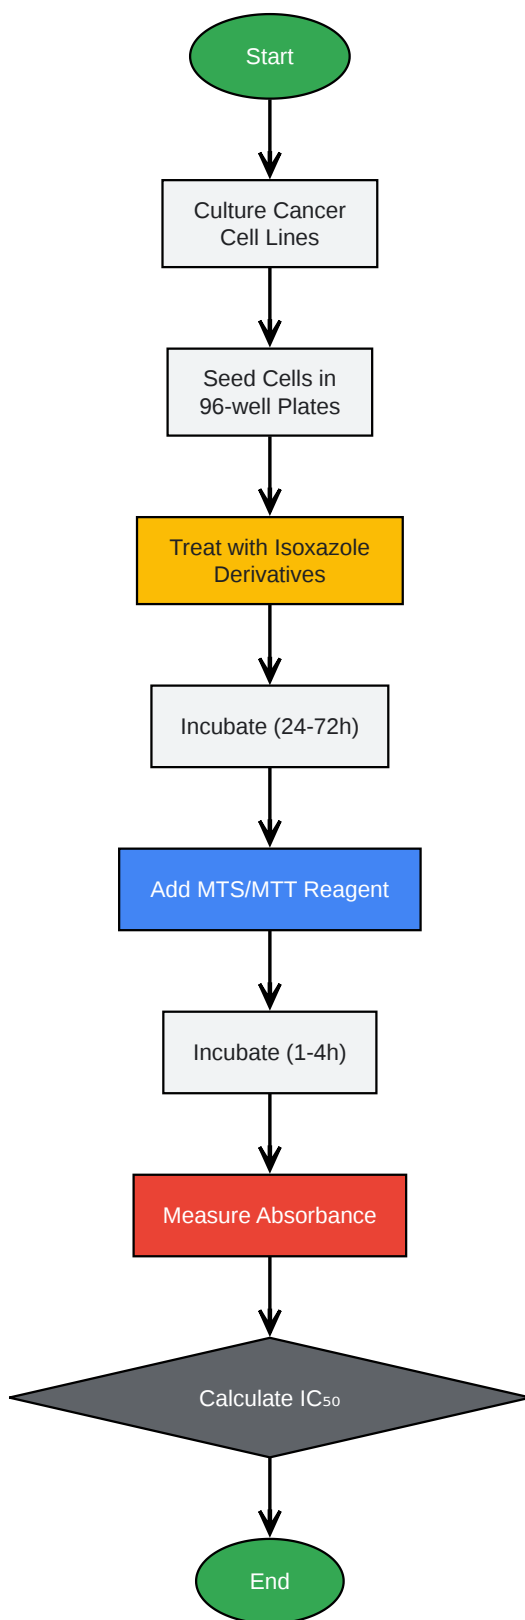 Start
Culture Cancer
Cell Lines
Seed Cells in
96-well Plates
Treat with Isoxazole
Derivatives
Incubate (24-72h)
Add MTS/MTT Reagent
Incubate (1-4h)
Measure Absorbance
Calculate IC₅₀
End